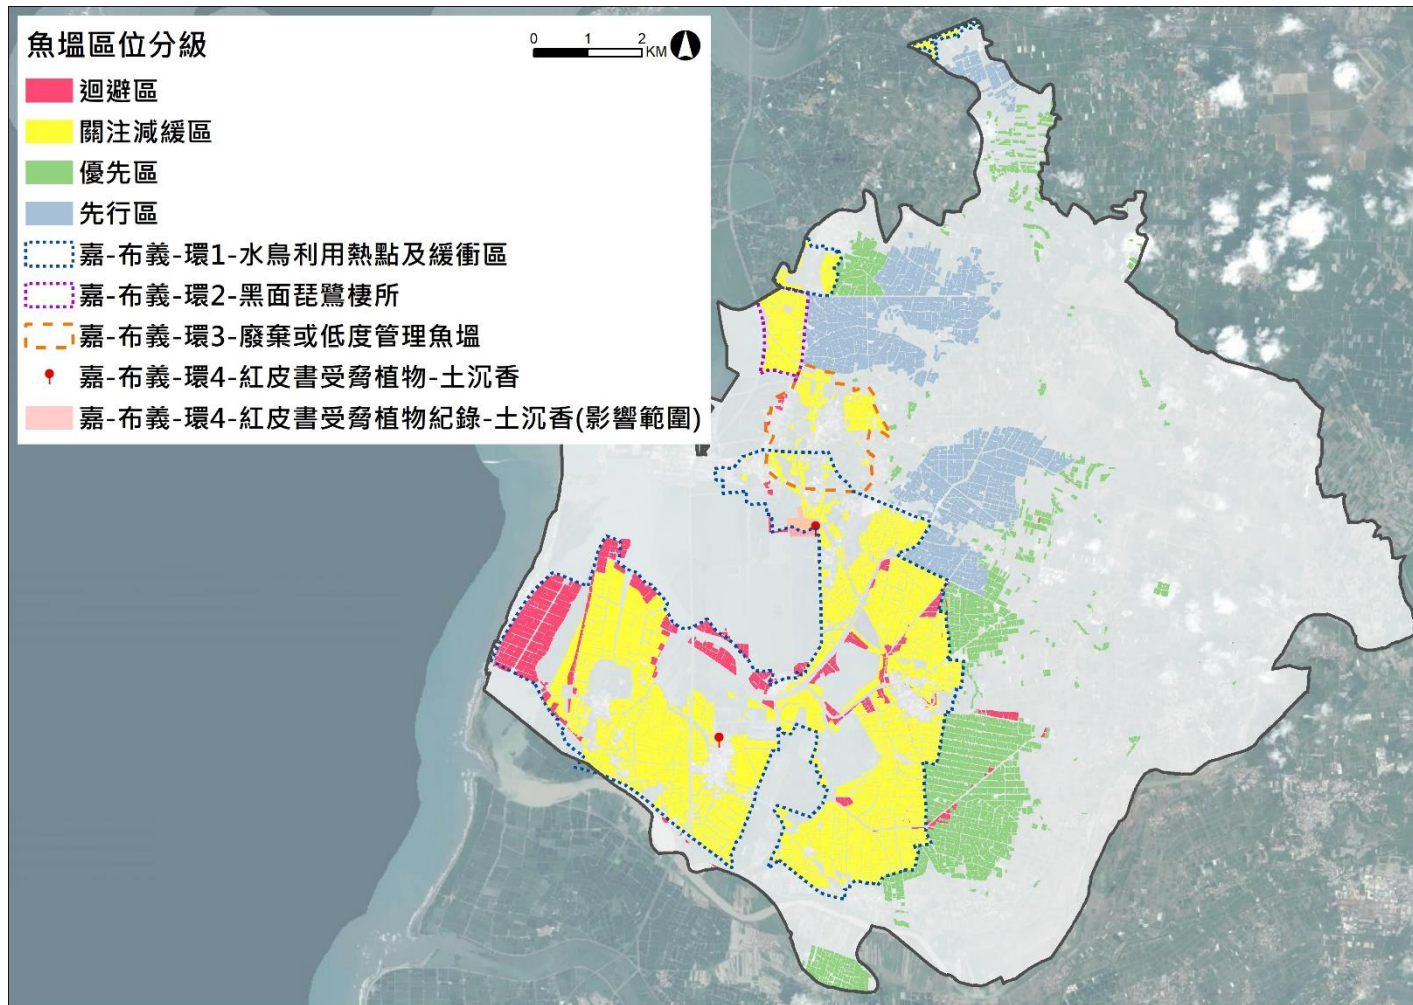 魚塭區位分級
0 1 2
KM
迴避區
關注減緩區
優先區
先行區
嘉-布義-環1-水鳥利用熱點及緩衝區
嘉-布義-環2-黑面琵鷺棲所
嘉-布義-環3-廢棄或低度管理魚塭
嘉-布義-環4-紅皮書受脅植物-土沉香
嘉-布義-環4-紅皮書受脅植物紀錄-土沉香(影響範圍)